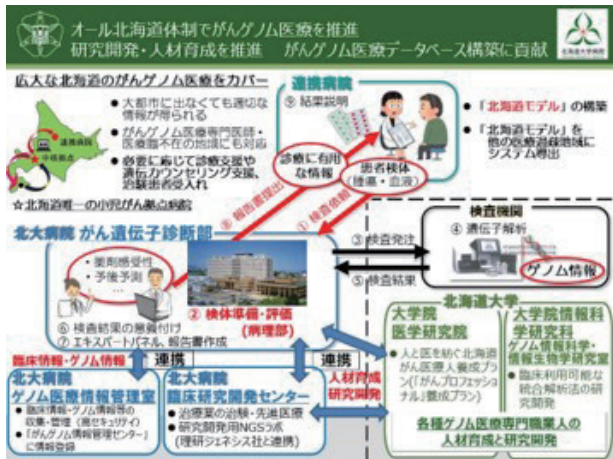 オール北海道体制でがんゲノム医療を推進
研究開発・人材育成を推進 がんゲノム医療データベース構築に貢献
北海道大学病院
広大な北海道のがんゲノム医療をカバー
● 大都市に出なくても適切な
情報が得られる
● がんゲノム医療専門医師・
医療臨不在の地域にも対応
● 必要に応じて診療支援や
遺伝カウンセリング支援、
治験患者受入れ
連携病院
中核拠点
☆北海道唯一の小児がん拠点病院
連携病院
⑨ 結果説明
診療に有用
な情報
患者検体
(腫瘍・血液)
● 「北海道モデル」の構築
● 「北海道モデル」を
他の医療過疎地域に
システム導出
⑧ 報告書提出
① 検査依頼
北大病院 がん遺伝子診断部
・ 薬剤感受性
・ 予後予測
② 検体準備・評価
(病理部)
⑥ 検査結果の意義付け
⑦ エキスパートパネル、報告書作成
③ 検査発注
⑤ 検査結果
検査機関
④ 遺伝子解析
ゲノム情報
臨床情報・ゲノム情報
連携
連携
人材育成
研究開発
北大病院
ゲノム医療情報管理室
● 臨床情報・ゲノム情報等の
収集・管理(高セキュリティ)
● 「がんゲノム情報管理センター」
に情報登録
北大病院
臨床研究開発センター
● 治療薬の治験・先進医療
● 研究開発用NGSラボ
(理研ジェネシス社と連携)
北海道大学
大学院
医学研究院
● 人と医を紡ぐ北海道
がん医療人養成プラ
ン(「がんプロフェッショ
ナル」養成プラン)
大学院情報科
学研究科
ゲノム情報科学・
情報生物学研究室
● 臨床利用可能な
統合解析法の研
究開発
各種ゲノム医療専門職業人の
人材育成と研究開発